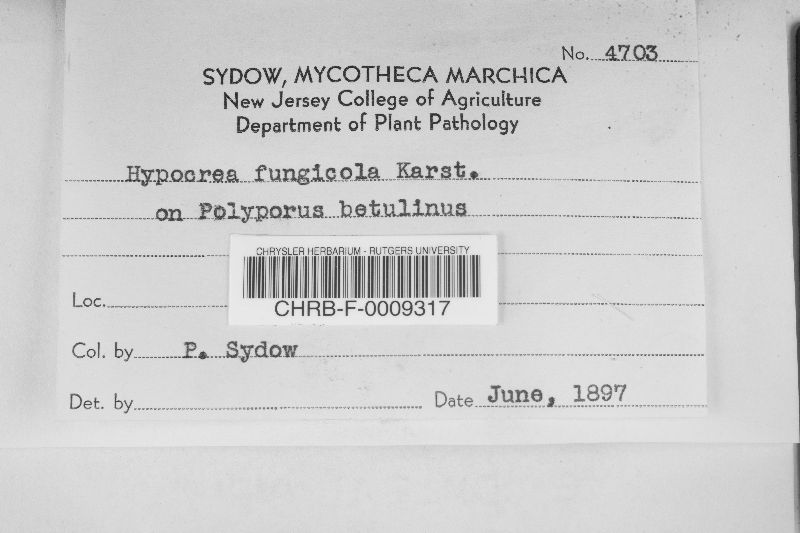 No. 4703
SYDOW, MYCOTHECA MARCHICA
New Jersey College of Agriculture
Department of Plant Pathology
Hypocrea fungicola Karst.
on Polyporus betulinus
CHRYSLER HERBARIUM - RUTGERS UNIVERSITY
CHRB-F-0009317
Loc.
Col. by P. Sydow
Det. by
Date June, 1897